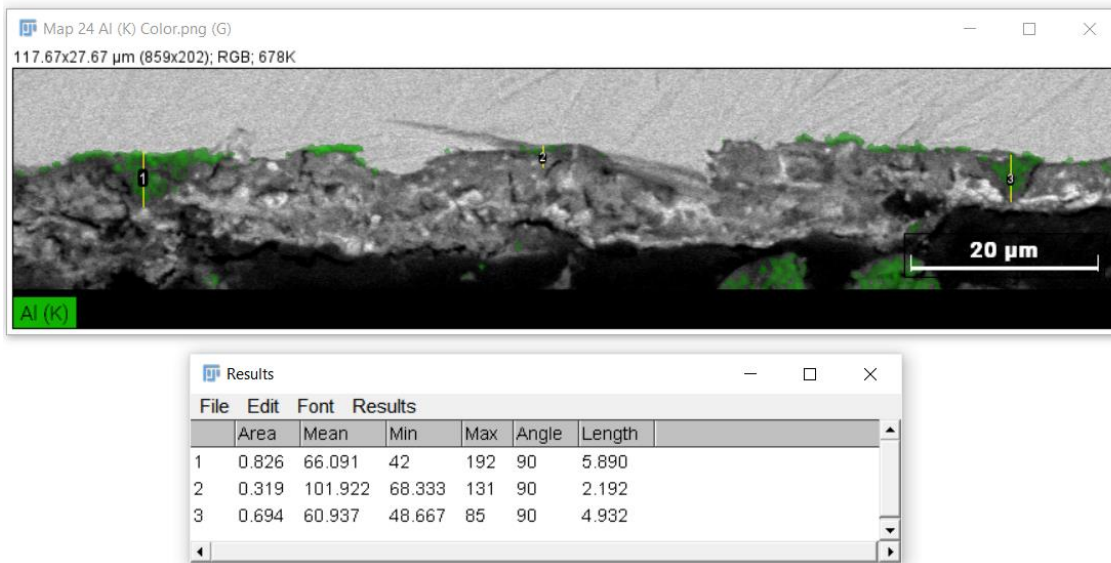 Map 24 Al (K) Color.png (G)
117.67x27.67 µm (859x202); RGB; 678K
1
2
3
20 µm
Al (K)
Results
File Edit Font Results
Area Mean Min Max Angle Length
1 0.826 66.091 42 192 90 5.890
2 0.319 101.922 68.333 131 90 2.192
3 0.694 60.937 48.667 85 90 4.932